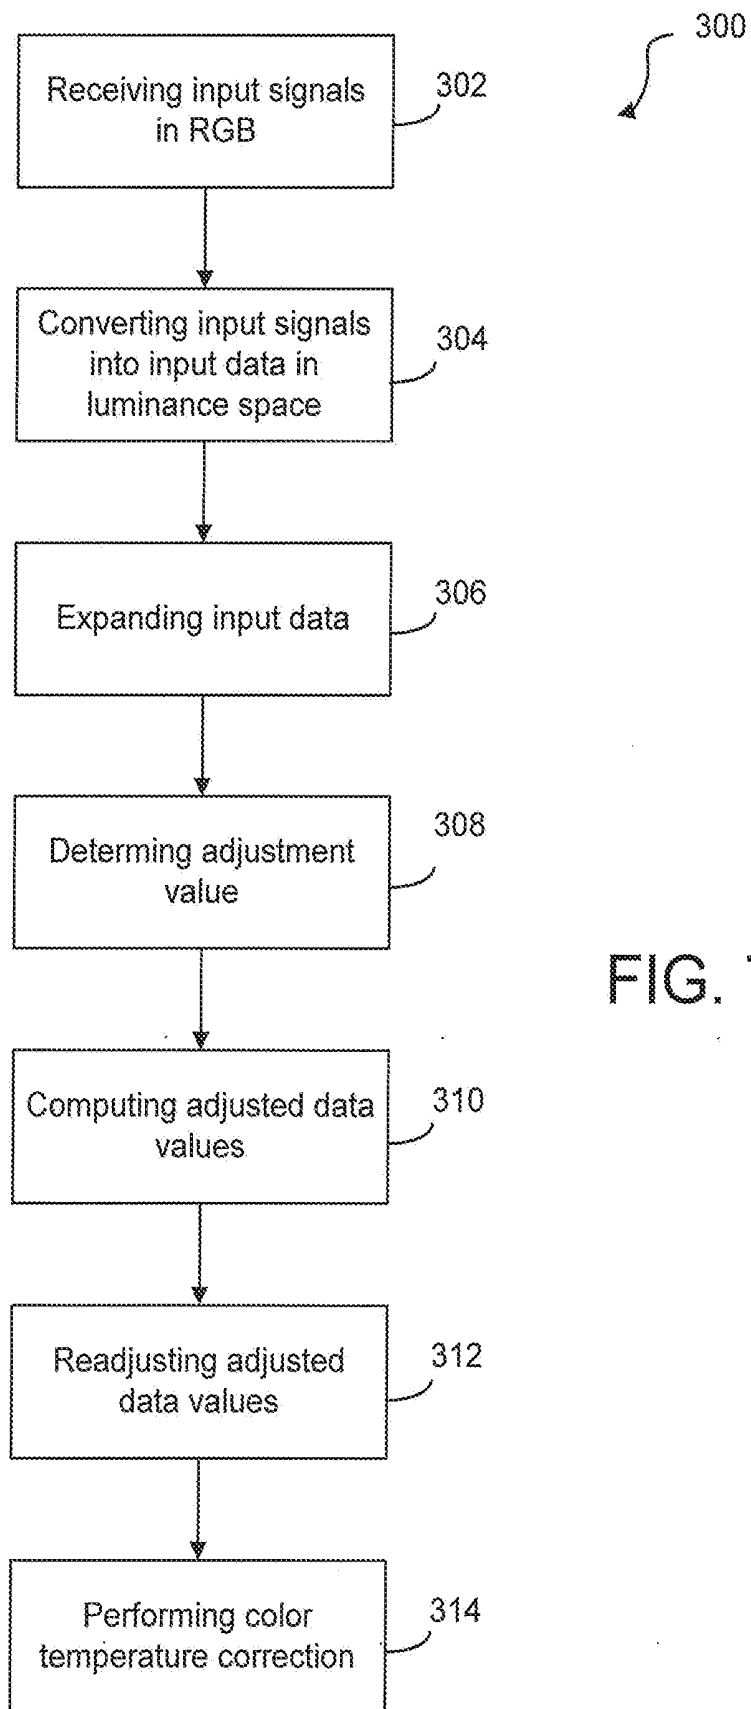 300
Receiving input signals
in RGB
302
Converting input signals
into input data in
luminance space
304
Expanding input data
306
Determing adjustment
value
308
FIG.
Computing adjusted data
values
310
Readjusting adjusted
data values
312
Performing color
temperature correction
314